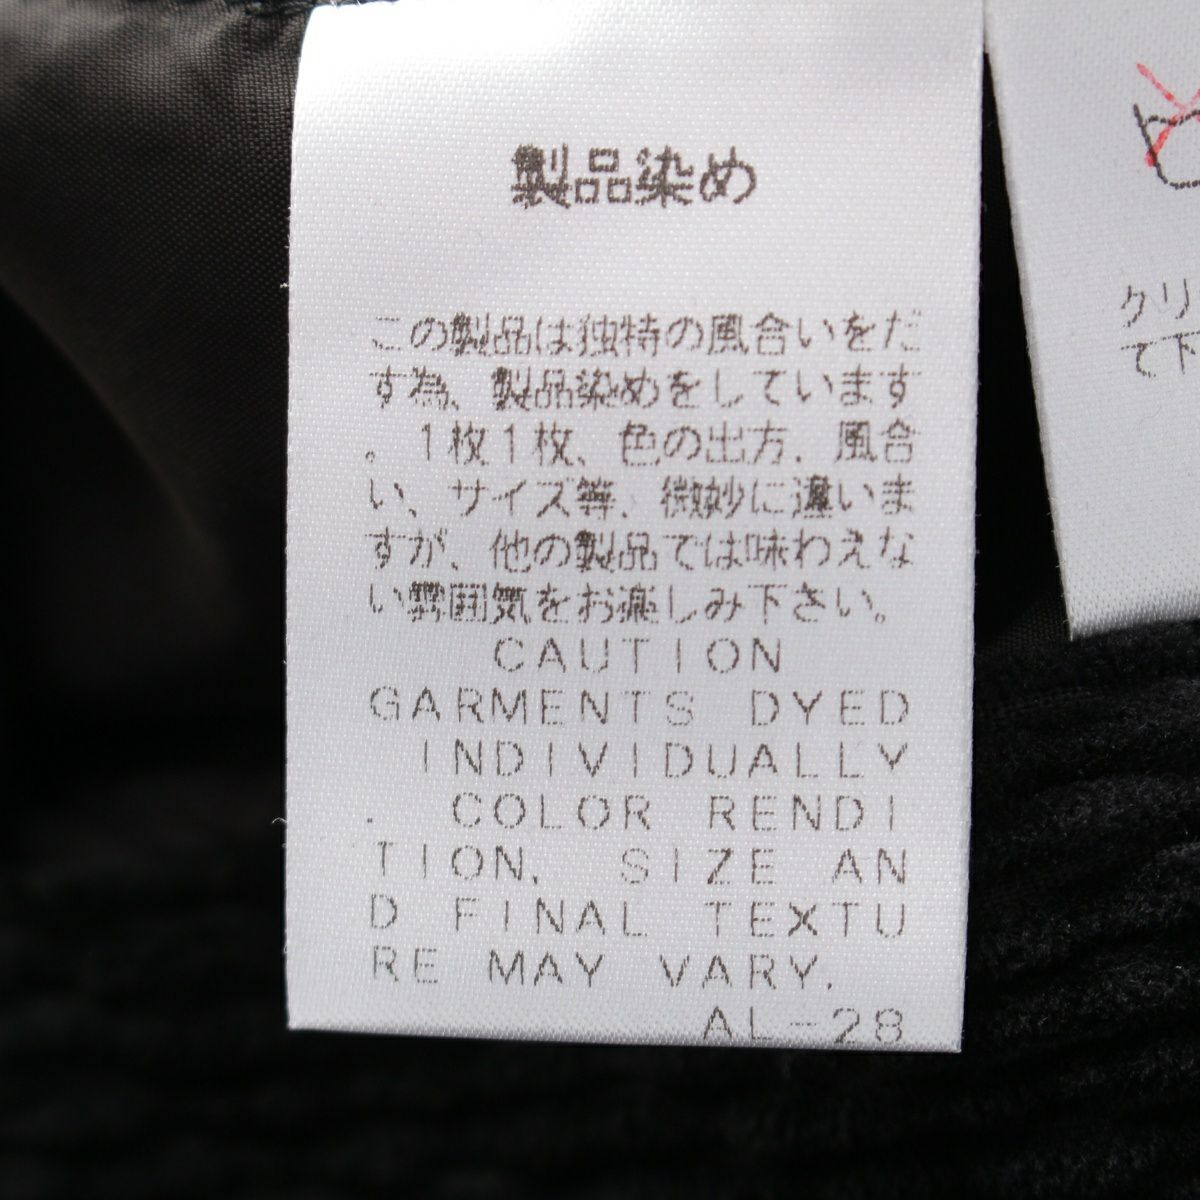 製品染め
この製品は独特の風合いをだ
す為、製品染めをしています
。1枚1枚、色の出方、風合
い、サイズ等、微妙に違いま
すが、他の製品では味わえな
い雰囲気をお楽しみ下さい。
CAUTION
GARMENTS DYED
INDIVIDUALLY
. COLOR RENDI
TION, SIZE AN
D FINAL TEXTU
RE MAY VARY.
AL-28
クリ
て下